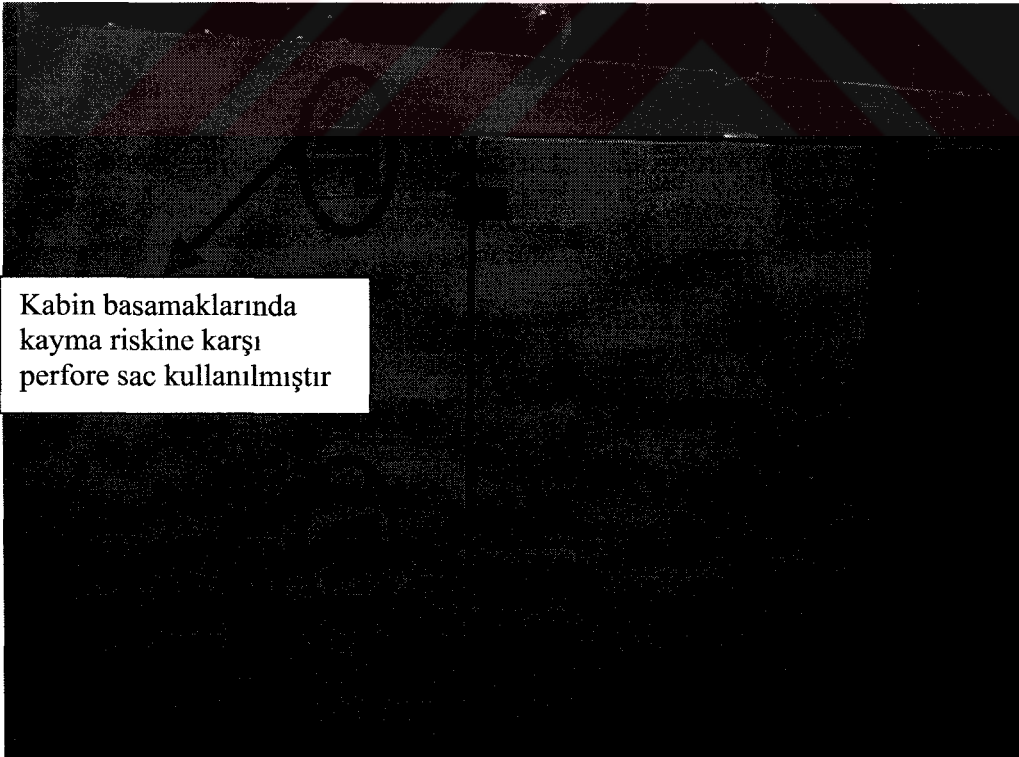 Kabin basamaklarında
kayma riskine karşı
perfore sac kullanılmıştır